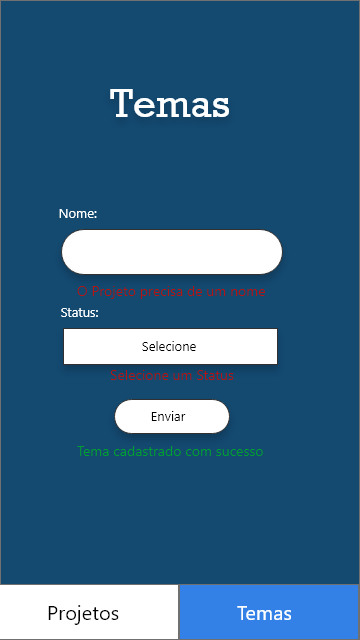 Temas
Nome:
O Projeto precisa de um nome
Status:
Selecione
Selecione um Status
Enviar
Tema cadastrado com sucesso
Projetos
Temas